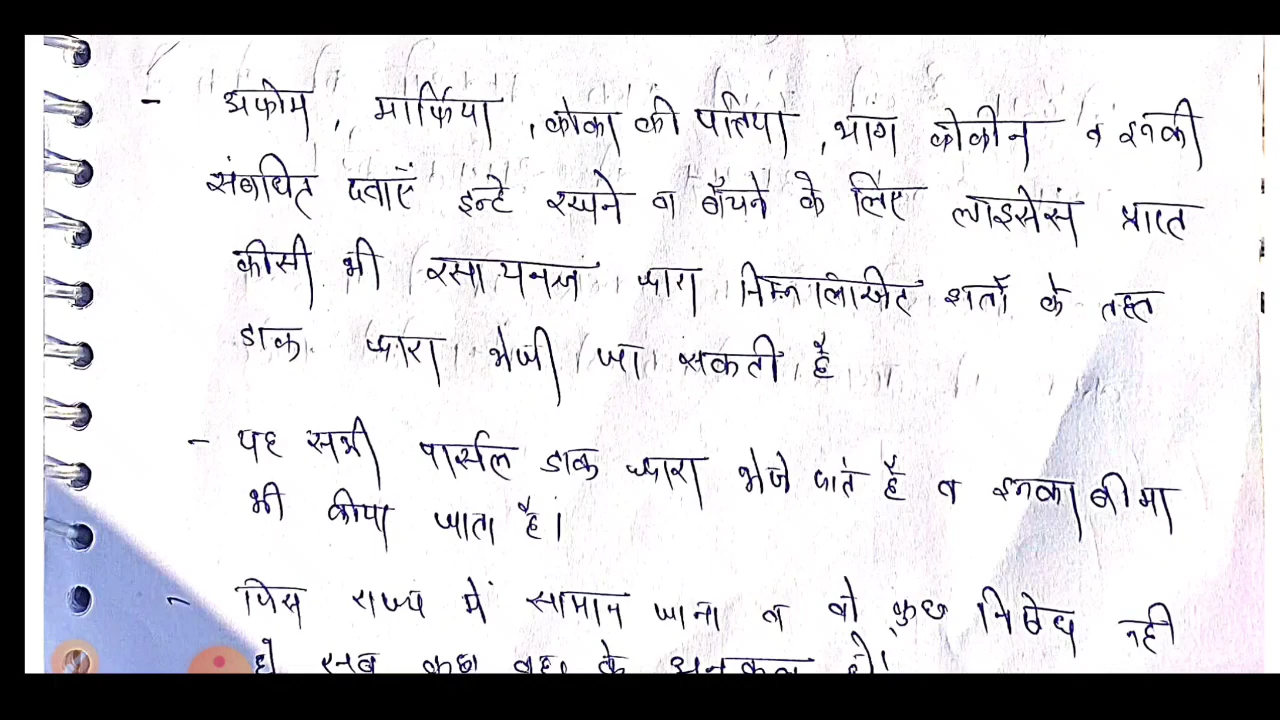 - अफीम, मार्फिया, कोका की पतिया, भाग कोकीन व इनकी
संबाधित दवाएँ इन्हे रखने व बेचने के लिए लाइसेंस प्राप्त
कीसी भी रसायनज्ञ द्वारा निम्नलिखित शर्तो के तहत
डाक द्वारा भेजी जा सकती है
- यह सभी पार्सल डाक द्वारा भेजे जाते है व इनका बीमा
भी कीया जाता है।
- जिस राज्य में सामान जाना व वो कुछ निषेध नही
के हो।